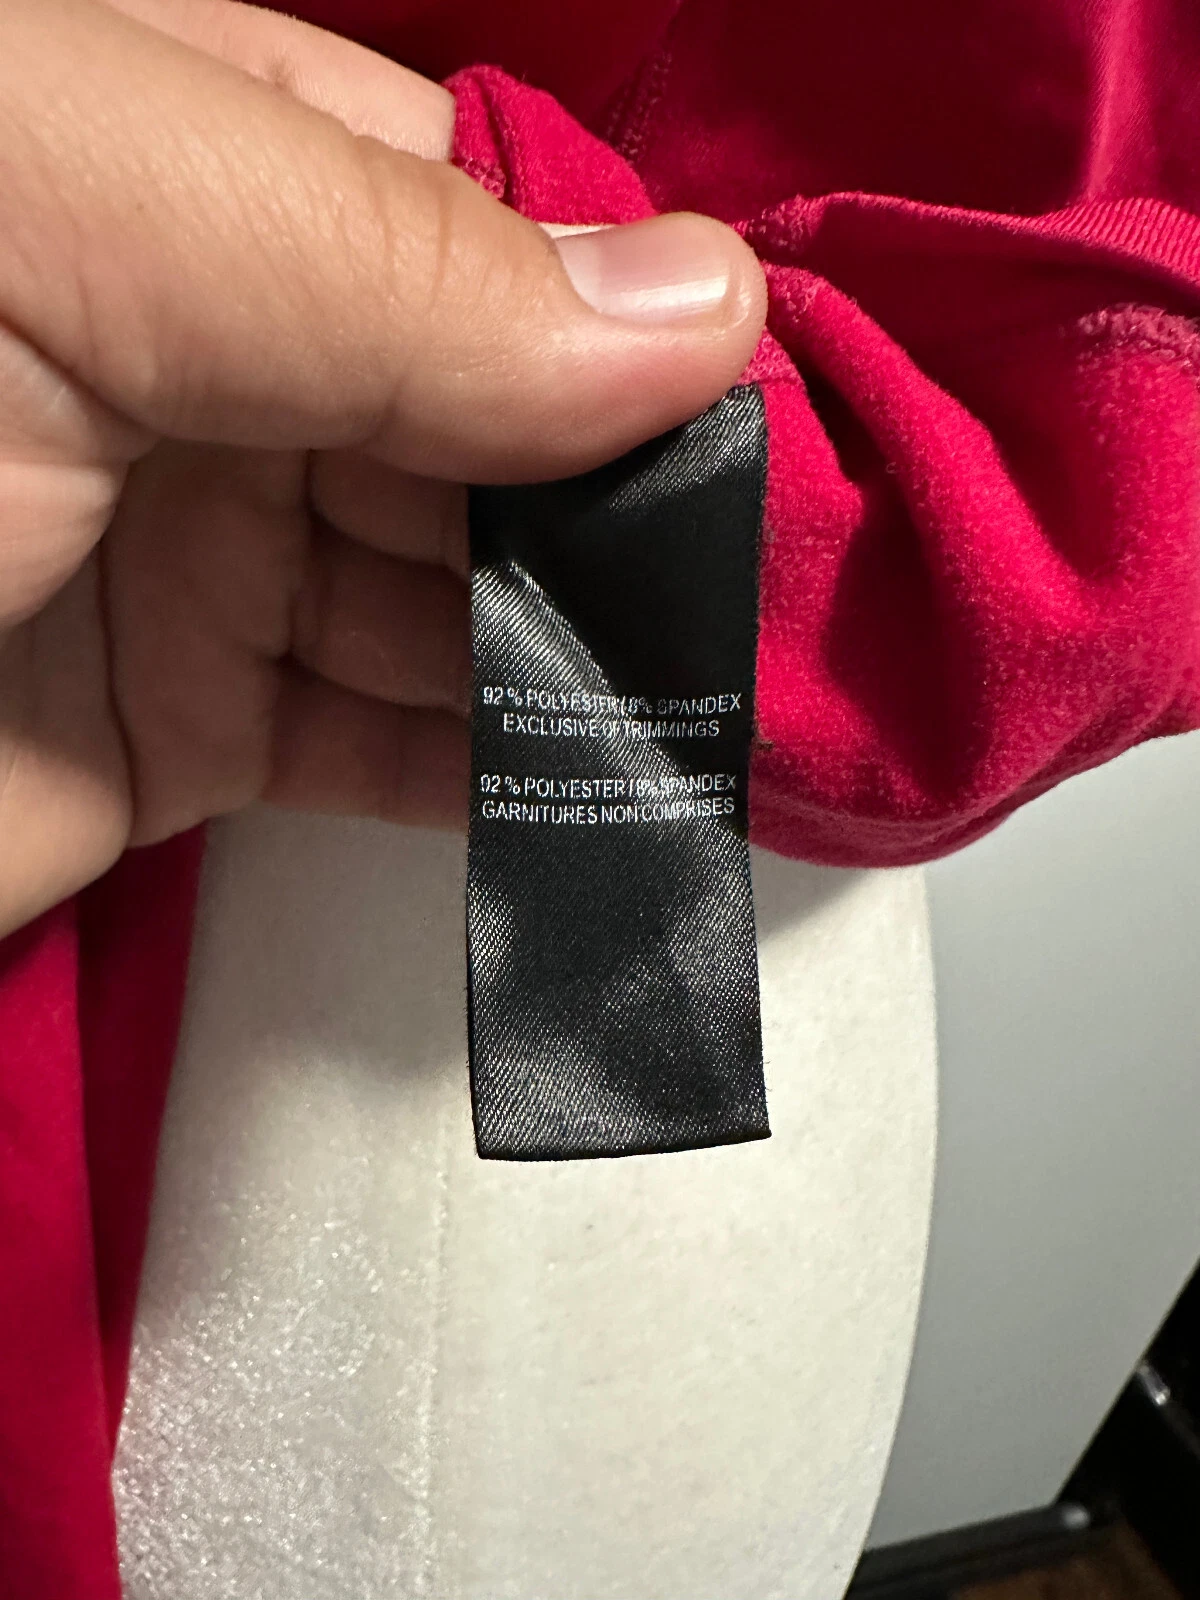 92 % POLYESTER / 8% SPANDEX
EXCLUSIVE OF TRIMMINGS
92 % POLYESTER / 8% SPANDEX
GARNITURES NON COMPRISES